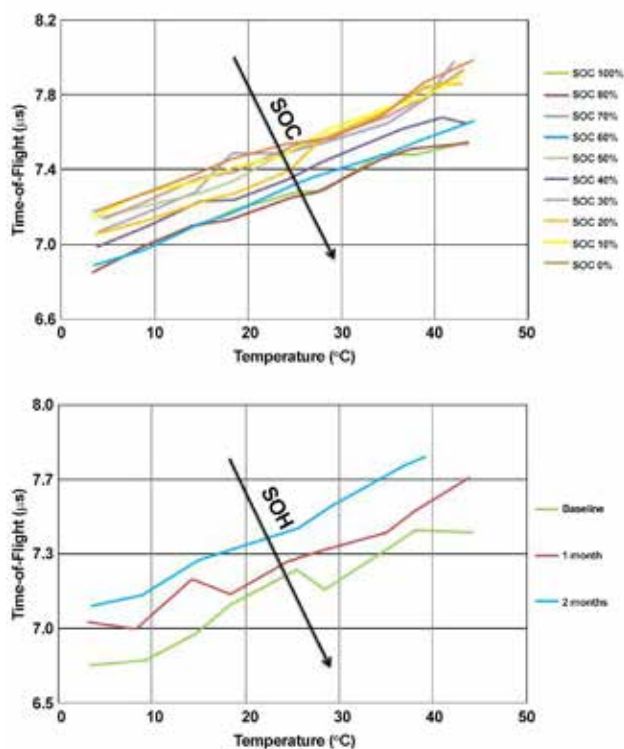 8.2
7.8
7.4
7.0
6.6
Time-of-Flight (µs)
SOC
0 10 20 30 40 50
Temperature (°C)
SOC 100%
SOC 80%
SOC 70%
SOC 60%
SOC 50%
SOC 40%
SOC 30%
SOC 20%
SOC 10%
SOC 0%
8.0
7.7
7.3
7.0
6.5
Time-of-Flight (µs)
SOH
0 10 20 30 40 50
Temperature (°C)
Baseline
1 month
2 months